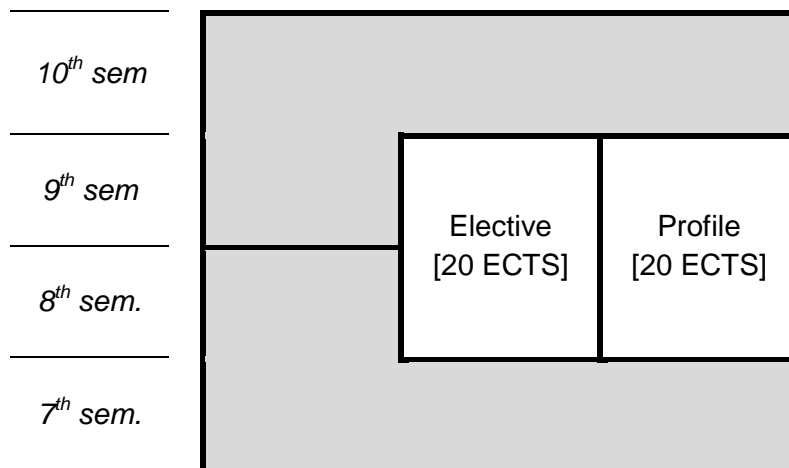 10th sem
9th sem
Elective
[20 ECTS]
Profile
[20 ECTS]
8th sem.
7th sem.